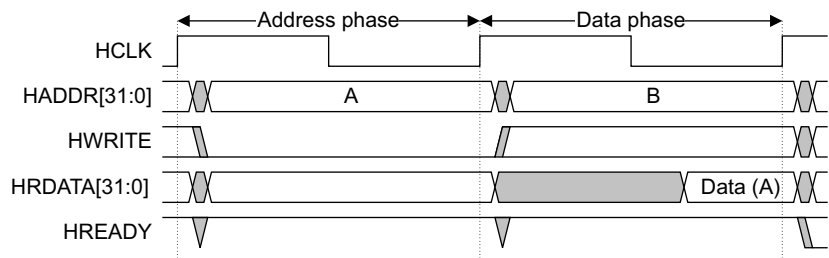 Address phase Data phase
HCLK
HADDR[31:0] A B
HWRITE
HRDATA[31:0] Data (A)
HREADY